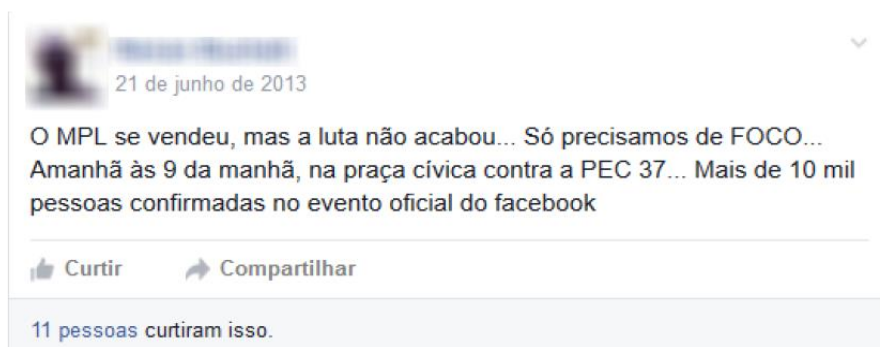 21 de junho de 2013
O MPL se vendeu, mas a luta não acabou... Só precisamos de FOCO...
Amanhã às 9 da manhã, na praça cívica contra a PEC 37... Mais de 10 mil
pessoas confirmadas no evento oficial do facebook
Curtir Compartilhar
11 pessoas curtiram isso.